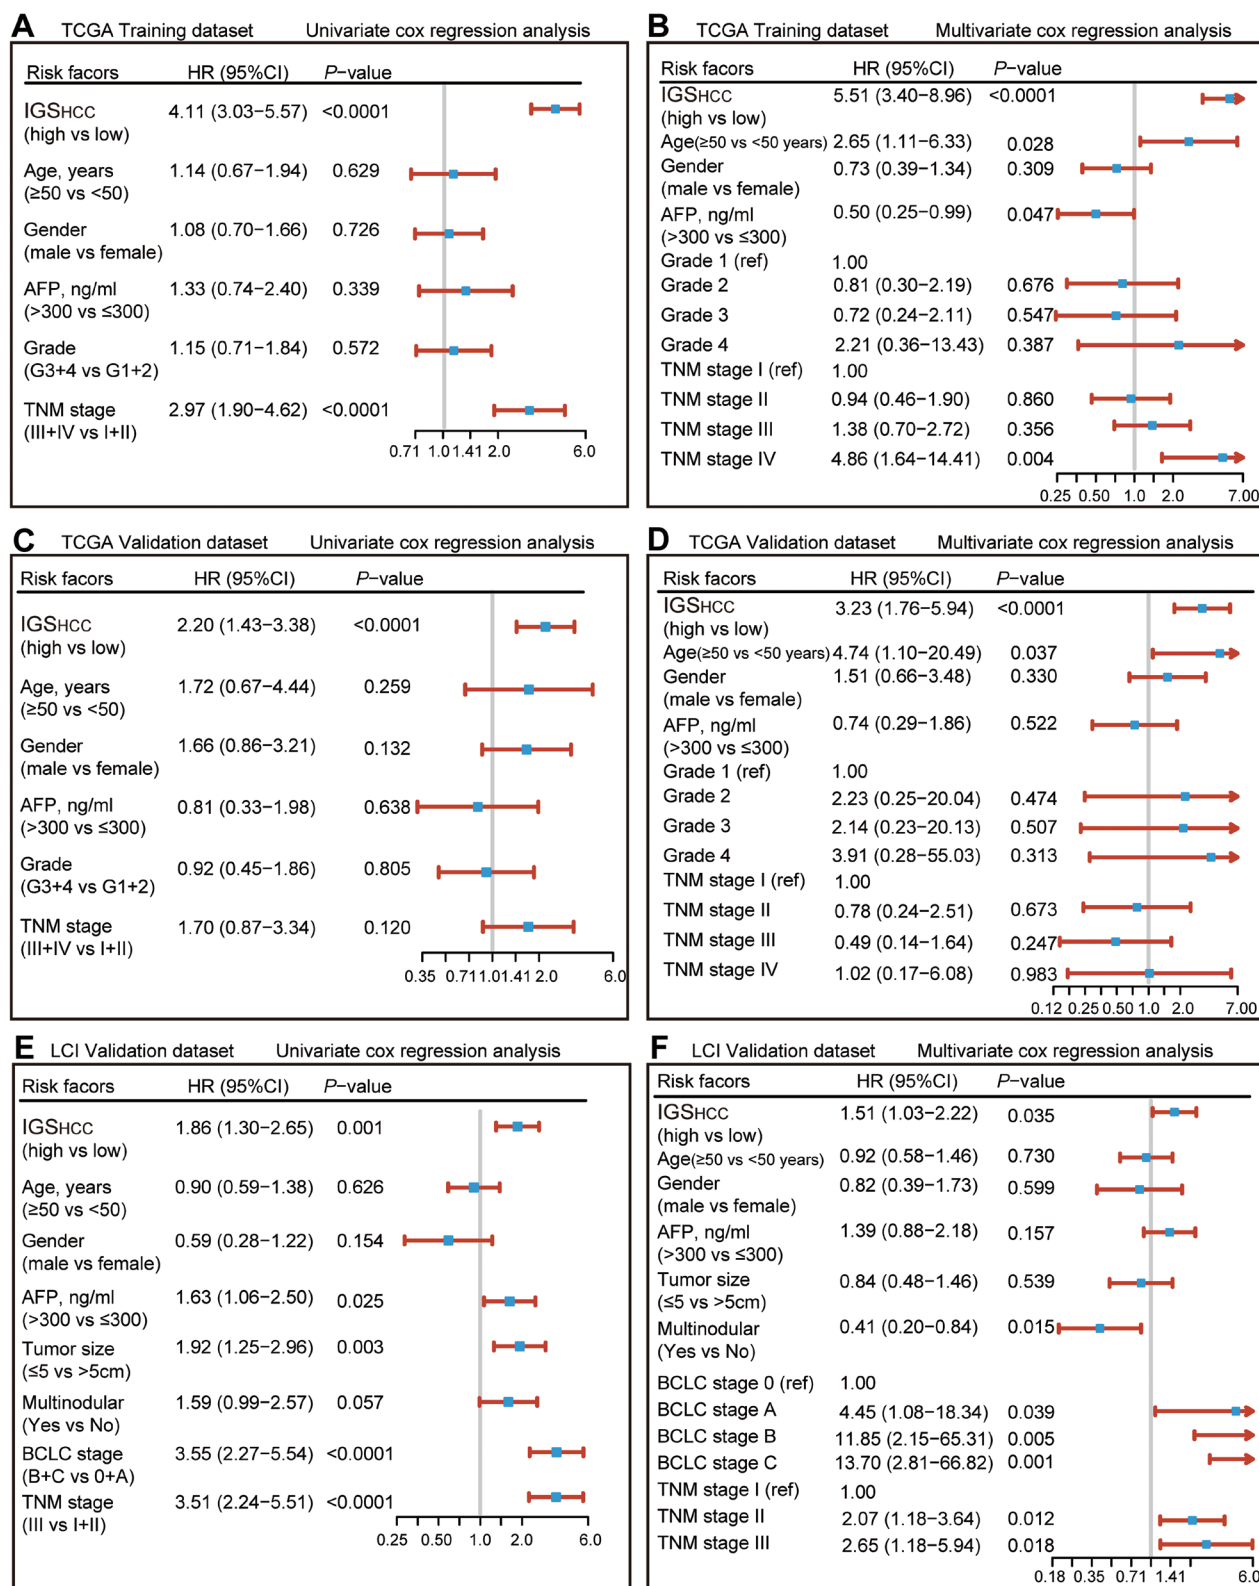 A TCGA Training dataset Univariate cox regression analysis
Risk facors HR (95%CI) P−value
IGSHCC 4.11 (3.03−5.57) <0.0001
(high vs low)
Age, years 1.14 (0.67−1.94) 0.629
(≥50 vs <50)
Gender 1.08 (0.70−1.66) 0.726
(male vs female)
AFP, ng/ml 1.33 (0.74−2.40) 0.339
(>300 vs ≤300)
Grade 1.15 (0.71−1.84) 0.572
(G3+4 vs G1+2)
TNM stage 2.97 (1.90−4.62) <0.0001
(III+IV vs I+II)
0.71 1.0 1.41 2.0 6.0
B TCGA Training dataset Multivariate cox regression analysis
Risk facors HR (95%CI) P−value
IGSHCC 5.51 (3.40−8.96) <0.0001
(high vs low)
Age(≥50 vs <50 years) 2.65 (1.11−6.33) 0.028
Gender 0.73 (0.39−1.34) 0.309
(male vs female)
AFP, ng/ml 0.50 (0.25−0.99) 0.047
(>300 vs ≤300)
Grade 1 (ref) 1.00
Grade 2 0.81 (0.30−2.19) 0.676
Grade 3 0.72 (0.24−2.11) 0.547
Grade 4 2.21 (0.36−13.43) 0.387
TNM stage I (ref) 1.00
TNM stage II 0.94 (0.46−1.90) 0.860
TNM stage III 1.38 (0.70−2.72) 0.356
TNM stage IV 4.86 (1.64−14.41) 0.004
0.25 0.50 1.0 2.0 7.00
C TCGA Validation dataset Univariate cox regression analysis
Risk facors HR (95%CI) P−value
IGSHCC 2.20 (1.43−3.38) <0.0001
(high vs low)
Age, years 1.72 (0.67−4.44) 0.259
(≥50 vs <50)
Gender 1.66 (0.86−3.21) 0.132
(male vs female)
AFP, ng/ml 0.81 (0.33−1.98) 0.638
(>300 vs ≤300)
Grade 0.92 (0.45−1.86) 0.805
(G3+4 vs G1+2)
TNM stage 1.70 (0.87−3.34) 0.120
(III+IV vs I+II)
0.35 0.71 1.0 1.41 2.0 6.0
D TCGA Validation dataset Multivariate cox regression analysis
Risk facors HR (95%CI) P−value
IGSHCC 3.23 (1.76−5.94) <0.0001
(high vs low)
Age(≥50 vs <50 years) 4.74 (1.10−20.49) 0.037
Gender 1.51 (0.66−3.48) 0.330
(male vs female)
AFP, ng/ml 0.74 (0.29−1.86) 0.522
(>300 vs ≤300)
Grade 1 (ref) 1.00
Grade 2 2.23 (0.25−20.04) 0.474
Grade 3 2.14 (0.23−20.13) 0.507
Grade 4 3.91 (0.28−55.03) 0.313
TNM stage I (ref) 1.00
TNM stage II 0.78 (0.24−2.51) 0.673
TNM stage III 0.49 (0.14−1.64) 0.247
TNM stage IV 1.02 (0.17−6.08) 0.983
0.12 0.25 0.50 1.0 2.0 7.00
E LCI Validation dataset Univariate cox regression analysis
Risk facors HR (95%CI) P−value
IGSHCC 1.86 (1.30−2.65) 0.001
(high vs low)
Age, years 0.90 (0.59−1.38) 0.626
(≥50 vs <50)
Gender 0.59 (0.28−1.22) 0.154
(male vs female)
AFP, ng/ml 1.63 (1.06−2.50) 0.025
(>300 vs ≤300)
Tumor size 1.92 (1.25−2.96) 0.003
(≤5 vs >5cm)
Multinodular 1.59 (0.99−2.57) 0.057
(Yes vs No)
BCLC stage 3.55 (2.27−5.54) <0.0001
(B+C vs 0+A)
TNM stage 3.51 (2.24−5.51) <0.0001
(III vs I+II)
0.25 0.50 1.0 2.0 6.0
F LCI Validation dataset Multivariate cox regression analysis
Risk facors HR (95%CI) P−value
IGSHCC 1.51 (1.03−2.22) 0.035
(high vs low)
Age(≥50 vs <50 years) 0.92 (0.58−1.46) 0.730
Gender 0.82 (0.39−1.73) 0.599
(male vs female)
AFP, ng/ml 1.39 (0.88−2.18) 0.157
(>300 vs ≤300)
Tumor size 0.84 (0.48−1.46) 0.539
(≤5 vs >5cm)
Multinodular 0.41 (0.20−0.84) 0.015
(Yes vs No)
BCLC stage 0 (ref) 1.00
BCLC stage A 4.45 (1.08−18.34) 0.039
BCLC stage B 11.85 (2.15−65.31) 0.005
BCLC stage C 13.70 (2.81−66.82) 0.001
TNM stage I (ref) 1.00
TNM stage II 2.07 (1.18−3.64) 0.012
TNM stage III 2.65 (1.18−5.94) 0.018
0.18 0.35 0.71 1.41 6.0